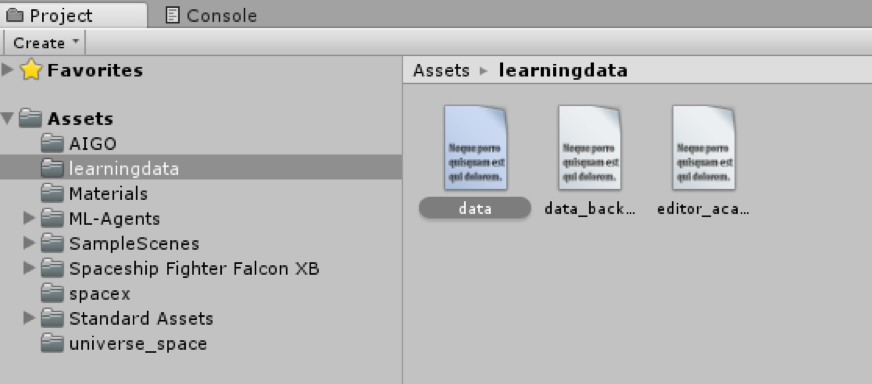 Project
Console
Create
Favorites
Assets
AIGO
learningdata
Materials
ML-Agents
SampleScenes
Spaceship Fighter Falcon XB
spacex
Standard Assets
universe_space
Assets learningdata
Neque porro
quisquam est
qui dolorem.
Neque porro
quisquam est
qui dolorem.
Neque porro
quisquam est
qui dolorem.
data
data_back...
editor_aca...